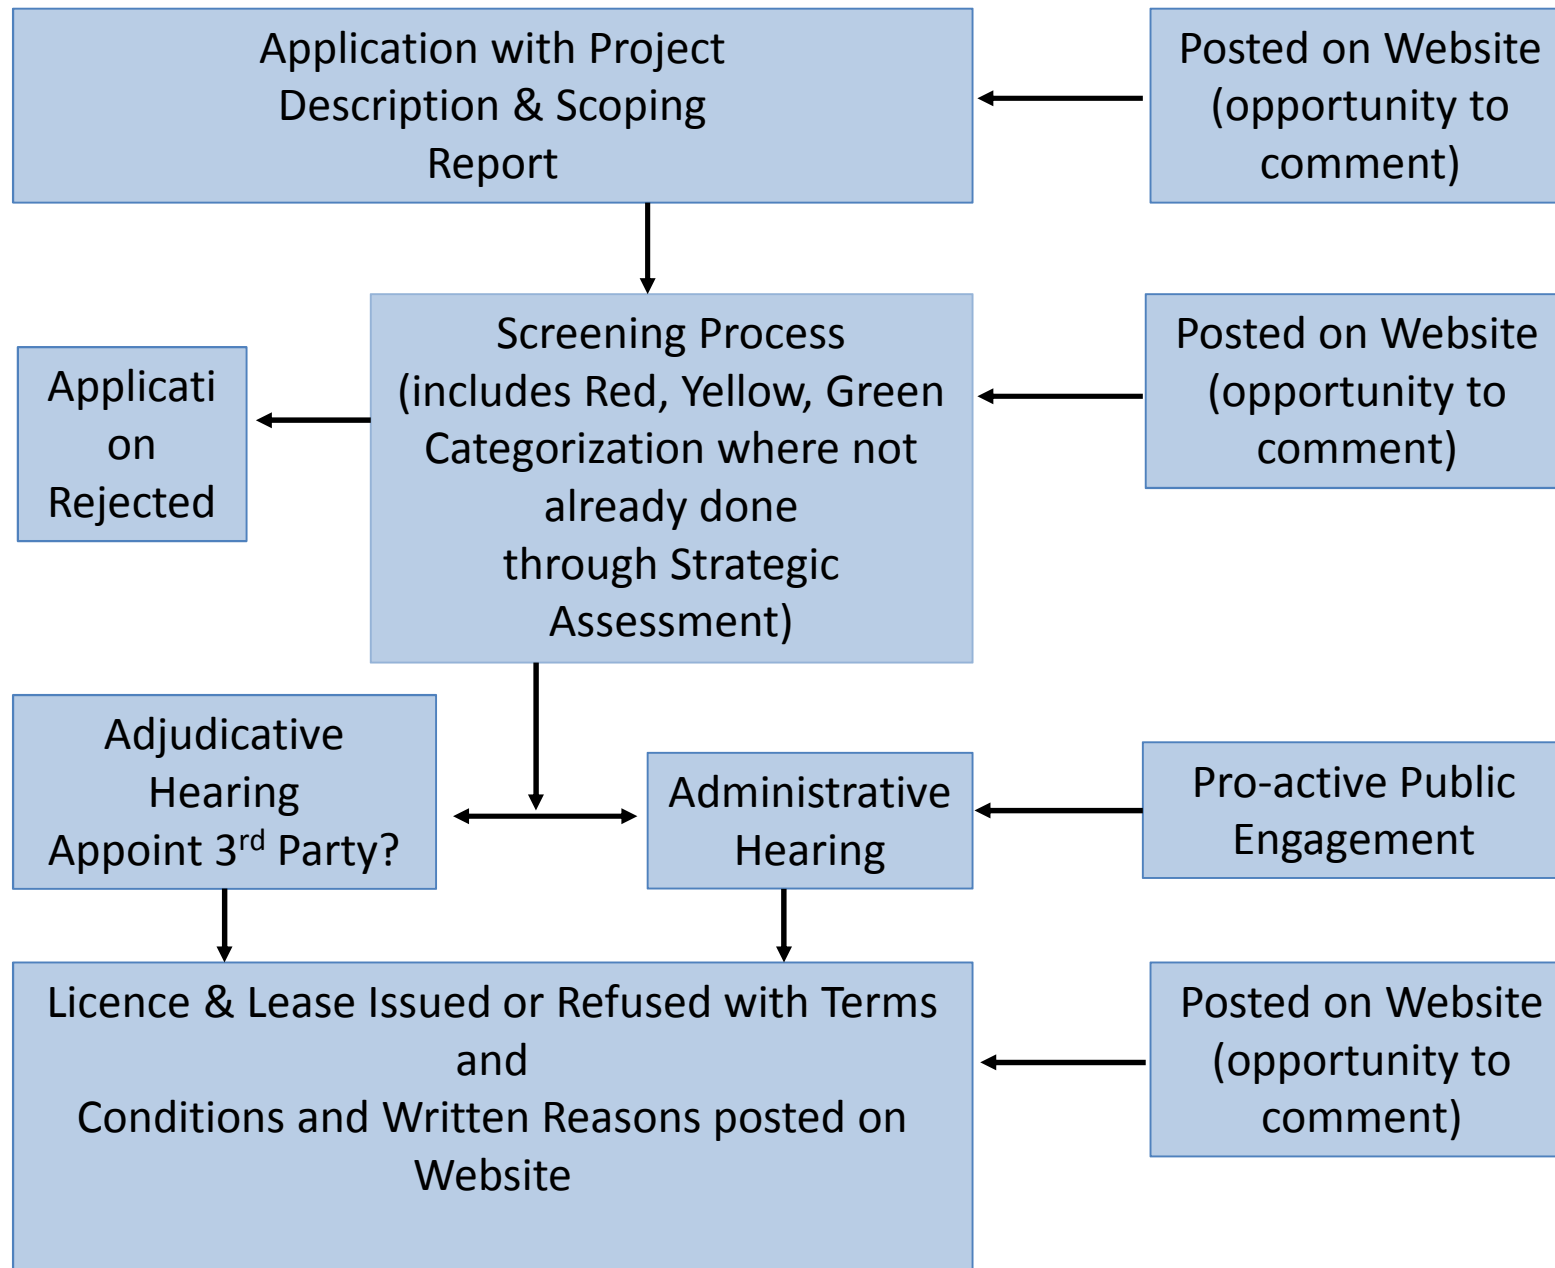 Application with Project
Description & Scoping
Report
Posted on Website
(opportunity to
comment)
Screening Process
(includes Red, Yellow, Green
Categorization where not
already done
through Strategic
Assessment)
Posted on Website
(opportunity to
comment)
Applicati
on
Rejected
Adjudicative
Hearing
Appoint 3rd Party?
Administrative
Hearing
Pro-active Public
Engagement
Licence & Lease Issued or Refused with Terms
and
Conditions and Written Reasons posted on
Website
Posted on Website
(opportunity to
comment)